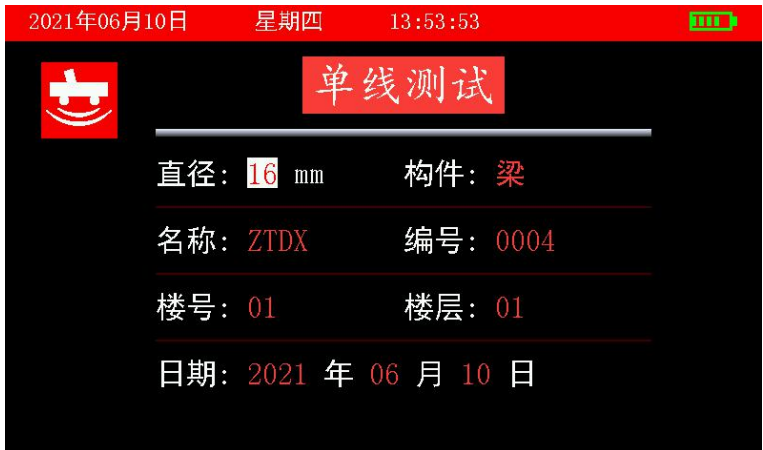 2021年06月10日 星期四 13:53:53
单线测试
直径: 16 mm 构件: 梁
名称: ZTDX 编号: 0004
楼号: 01 楼层: 01
日期: 2021 年 06 月 10 日